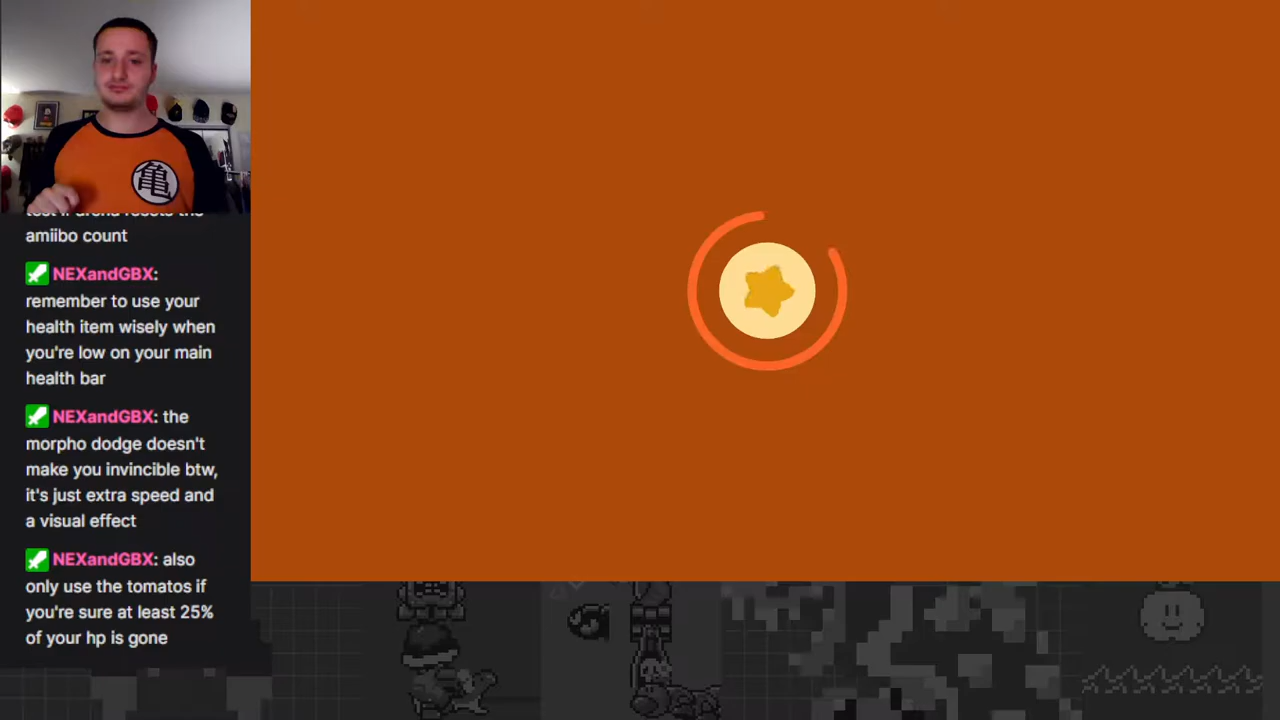 amiibo count
NEXandGBX:
remember to use your
health item wisely when
you're low on your main
health bar
NEXandGBX: the
morpho dodge doesn't
make you invincible btw,
it's just extra speed and
a visual effect
NEXandGBX: also
only use the tomatos if
you're sure at least 25%
of your hp is gone
亀